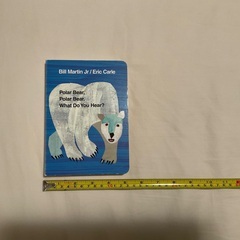 Bill Martin Jr / Eric Carle
Polar Bear,
Polar Bear,
What Do You Hear?